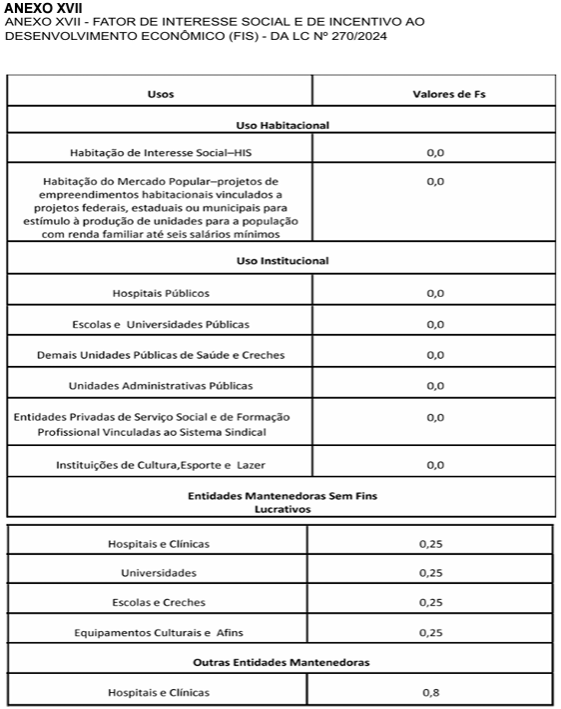 ANEXO XVII
ANEXO XVII - FATOR DE INTERESSE SOCIAL E DE INCENTIVO AO
DESENVOLVIMENTO ECONÔMICO (FIS) - DA LC Nº 270/2024
Usos Valores de Fs
Uso Habitacional
Habitação de Interesse Social–HIS 0,0
Habitação do Mercado Popular–projetos de 0,0
empreendimentos habitacionais vinculados a
projetos federais, estaduais ou municipais para
estímulo à produção de unidades para a população
com renda familiar até seis salários mínimos
Uso Institucional
Hospitais Públicos 0,0
Escolas e Universidades Públicas 0,0
Demais Unidades Públicas de Saúde e Creches 0,0
Unidades Administrativas Públicas 0,0
Entidades Privadas de Serviço Social e de Formação 0,0
Profissional Vinculadas ao Sistema Sindical
Instituições de Cultura,Esporte e Lazer 0,0
Entidades Mantenedoras Sem Fins
Lucrativos
Hospitais e Clínicas 0,25
Universidades 0,25
Escolas e Creches 0,25
Equipamentos Culturais e Afins 0,25
Outras Entidades Mantenedoras
Hospitais e Clínicas 0,8